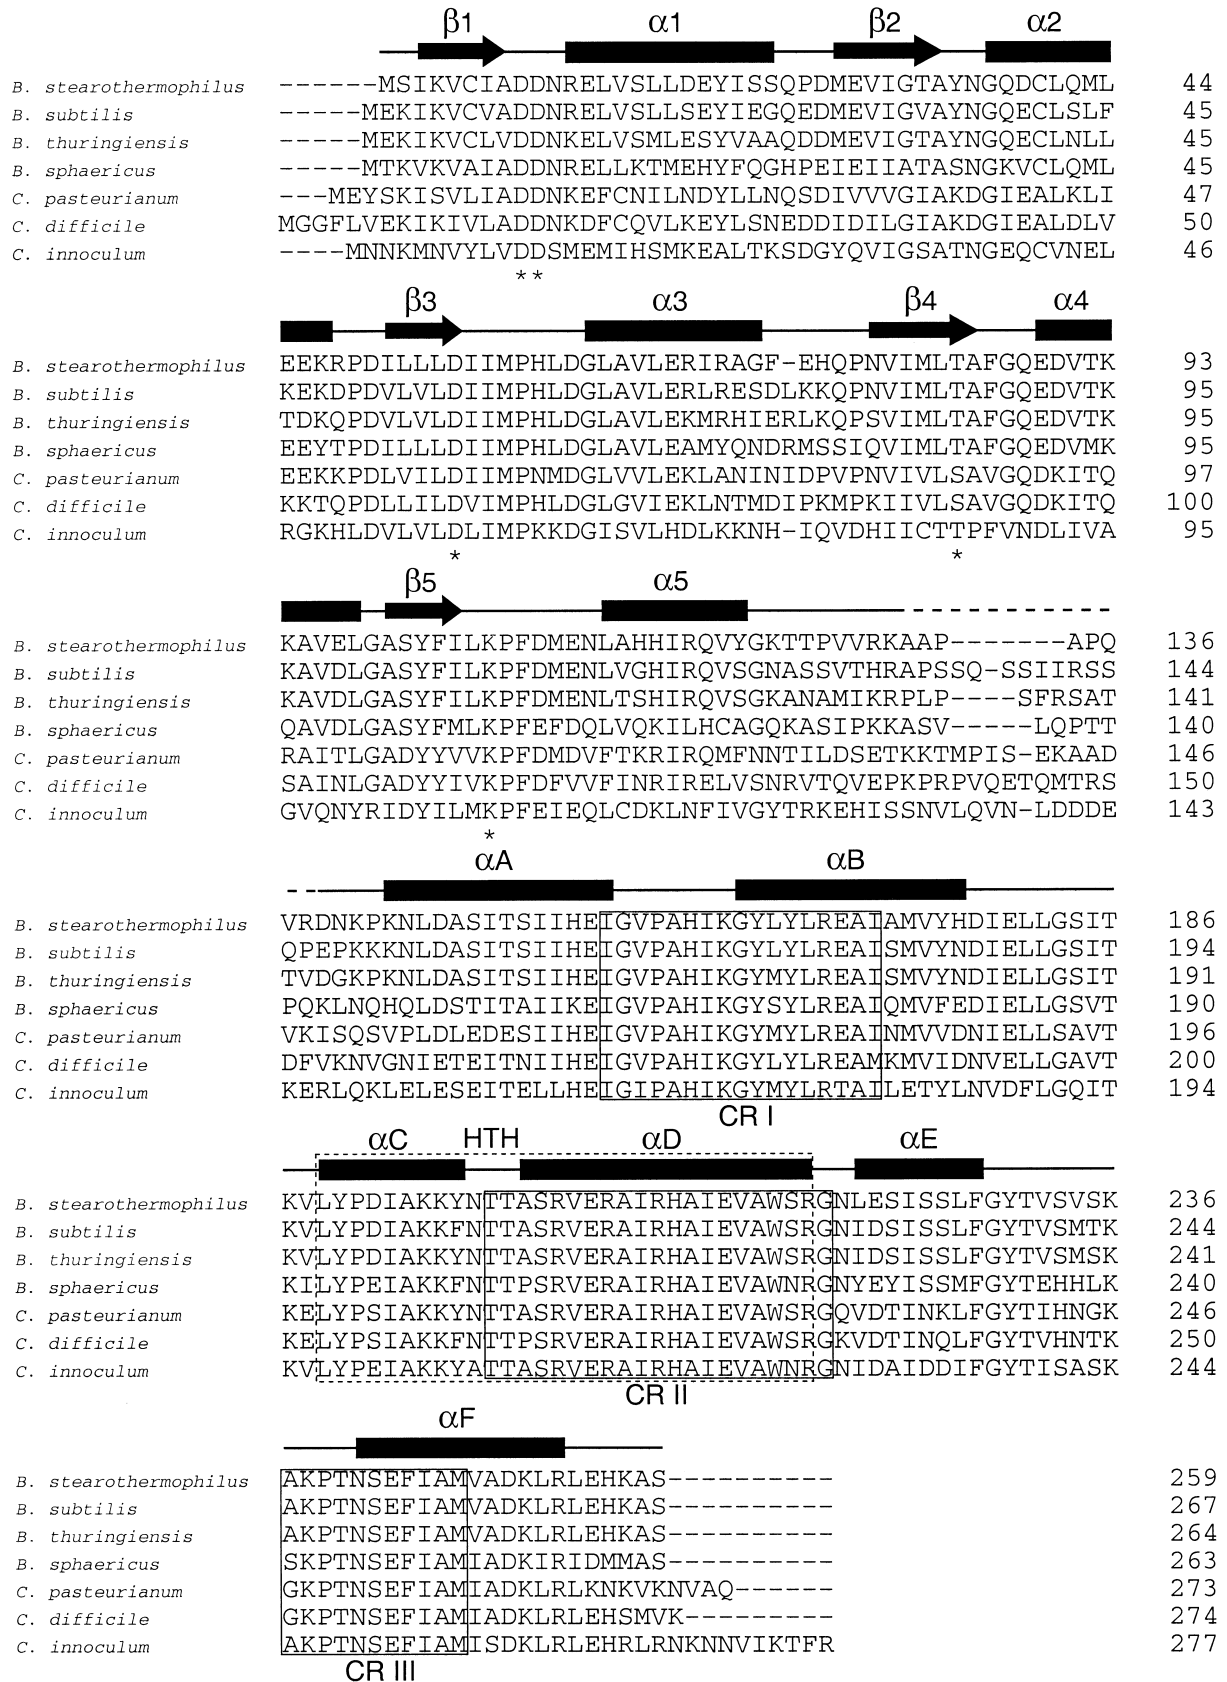 β1 α1 β2 α2
B. stearothermophilus ------MSIKVCIADDNRELVSLLDEYISSQPDMEVIGTAYNGQDCLQML 44
B. subtilis -----MEKIKVCVADDNRELVSLLSEYIEGQEDMEVIGVAYNGQECLSLF 45
B. thuringiensis -----MEKIKVCLVDDNKELVSMLESYVAAQDDMEVIGTAYNGQECLNLL 45
B. sphaericus -----MTKVKVAIADDNRELLKTMEHYFQGHPEIEIIATASNGKVCLQML 45
C. pasteurianum ---MEYSKISVLIADDNKEFCNILNDYLLNQSDIVVVGIAKDGIEALKLI 47
C. difficile MGGFLVEKIKIVLADDNKDFCQVLKEYLSNEDDIDILGIAKDGIEALDLV 50
C. innoculum ----MNNKMNVYLVDDSMEMIHSMKEALTKSDGYQVIGSATNGEQCVNEL 46
**
β3 α3 β4 α4
B. stearothermophilus EEKRPDILLLDIIMPHLDGLAVLERIRAGF-EHQPNVIMLTAFGQEDVTK 93
B. subtilis KEKDPDVLVLDIIMPHLDGLAVLERLRESDLKKQPNVIMLTAFGQEDVTK 95
B. thuringiensis TDKQPDVLVLDIIMPHLDGLAVLEKMRHIERLKQPSVIMLTAFGQEDVTK 95
B. sphaericus EEYTPDILLLDIIMPHLDGLAVLEAMYQNDRMSSIQVIMLTAFGQEDVMK 95
C. pasteurianum EEKKPDLVILDIIMPNMDGLVVLEKLANINIDPVPNVIVLSAVGQDKITQ 97
C. difficile KKTQPDLLILDVIMPHLDGLGVIEKLNTMDIPKMPKIIVLSAVGQDKITQ 100
C. innoculum RGKHLDVLVLDLIMPKKDGISVLHDLKKNH-IQVDHIICTTPFVNDLIVA 95
* *
β5 α5
B. stearothermophilus KAVELGASYFILKPFDMENLAHHIRQVYGKTTPVVRKAAP-------APQ 136
B. subtilis KAVDLGASYFILKPFDMENLVGHIRQVSGNASSVTHRAPSSQ-SSIIRSS 144
B. thuringiensis KAVDLGASYFILKPFDMENLTSHIRQVSGKANAMIKRPLP----SFRSAT 141
B. sphaericus QAVDLGASYFMLKPFEFDQLVQKILHCAGQKASIPKKASV-----LQPTT 140
C. pasteurianum RAITLGADYYVVKPFDMDVFTKRIRQMFNNTILDSETKKTMPIS-EKAAD 146
C. difficile SAINLGADYYIVKPFDFVVFINRIRELVSNRVTQVEPKPRPVQETQMTRS 150
C. innoculum GVQNYRIDYILMKPFEIEQLCDKLNFIVGYTRKEHISSNVLQVN-LDDDE 143
*
αA αB
B. stearothermophilus VRDNKPKNLDASITSIIHEIGVPAHIKGYLYLREAIAMVYHDIELLGSIT 186
B. subtilis QPEPKKKNLDASITSIIHEIGVPAHIKGYLYLREAISMVYNDIELLGSIT 194
B. thuringiensis TVDGKPKNLDASITSIIHEIGVPAHIKGYMYLREAISMVYNDIELLGSIT 191
B. sphaericus PQKLNQHQLDSTITAIIKEIGVPAHIKGYSYLREAIQMVFEDIELLGSVT 190
C. pasteurianum VKISQSVPLDLEDESIIHEIGVPAHIKGYMYLREAINMVVDNIELLSAVT 196
C. difficile DFVKNVGNIETEITNIIHEIGVPAHIKGYLYLREAMKMVIDNVELLGAVT 200
C. innoculum KERLQKLELESEITELLHEIGIPAHIKGYMYLRTAILETYLNVDFLGQIT 194
CR I
αC HTH αD αE
B. stearothermophilus KVLYPDIAKKYNTTASRVERAIRHAIEVAWSRGNLESISSLFGYTVSVSK 236
B. subtilis KVLYPDIAKKFNTTASRVERAIRHAIEVAWSRGNIDSISSLFGYTVSMTK 244
B. thuringiensis KVLYPDIAKKYNTTASRVERAIRHAIEVAWSRGNIDSISSLFGYTVSMSK 241
B. sphaericus KILYPEIAKKFNTTPSRVERAIRHAIEVAWNRGNYEYISSMFGYTEHHLK 240
C. pasteurianum KELYPSIAKKYNTTASRVERAIRHAIEVAWSRGQVDTINKLFGYTIHNGK 246
C. difficile KELYPSIAKKFNTTPSRVERAIRHAIEVAWSRGKVDTINQLFGYTVHNTK 250
C. innoculum KVLYPEIAKKYATTASRVERAIRHAIEVAWNRGNIDAIDDIFGYTISASK 244
CR II
αF
B. stearothermophilus AKPTNSEFIAMVADKLRLEHKAS---------- 259
B. subtilis AKPTNSEFIAMVADKLRLEHKAS---------- 267
B. thuringiensis AKPTNSEFIAMVADKLRLEHKAS---------- 264
B. sphaericus SKPTNSEFIAMIADKIRIDMMAS---------- 263
C. pasteurianum GKPTNSEFIAMIADKLRLKNKVKNVAQ------ 273
C. difficile GKPTNSEFIAMIADKLRLEHSMVK--------- 274
C. innoculum AKPTNSEFIAMISDKLRLEHRLRNKNNVIKTFR 277
CR III